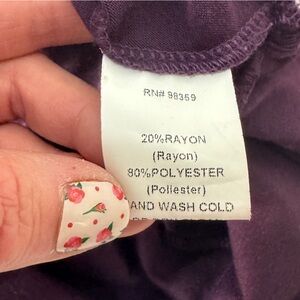 RN# 98359
20%RAYON
(Rayon)
80%POLYESTER
(Poliester)
AND WASH COLD